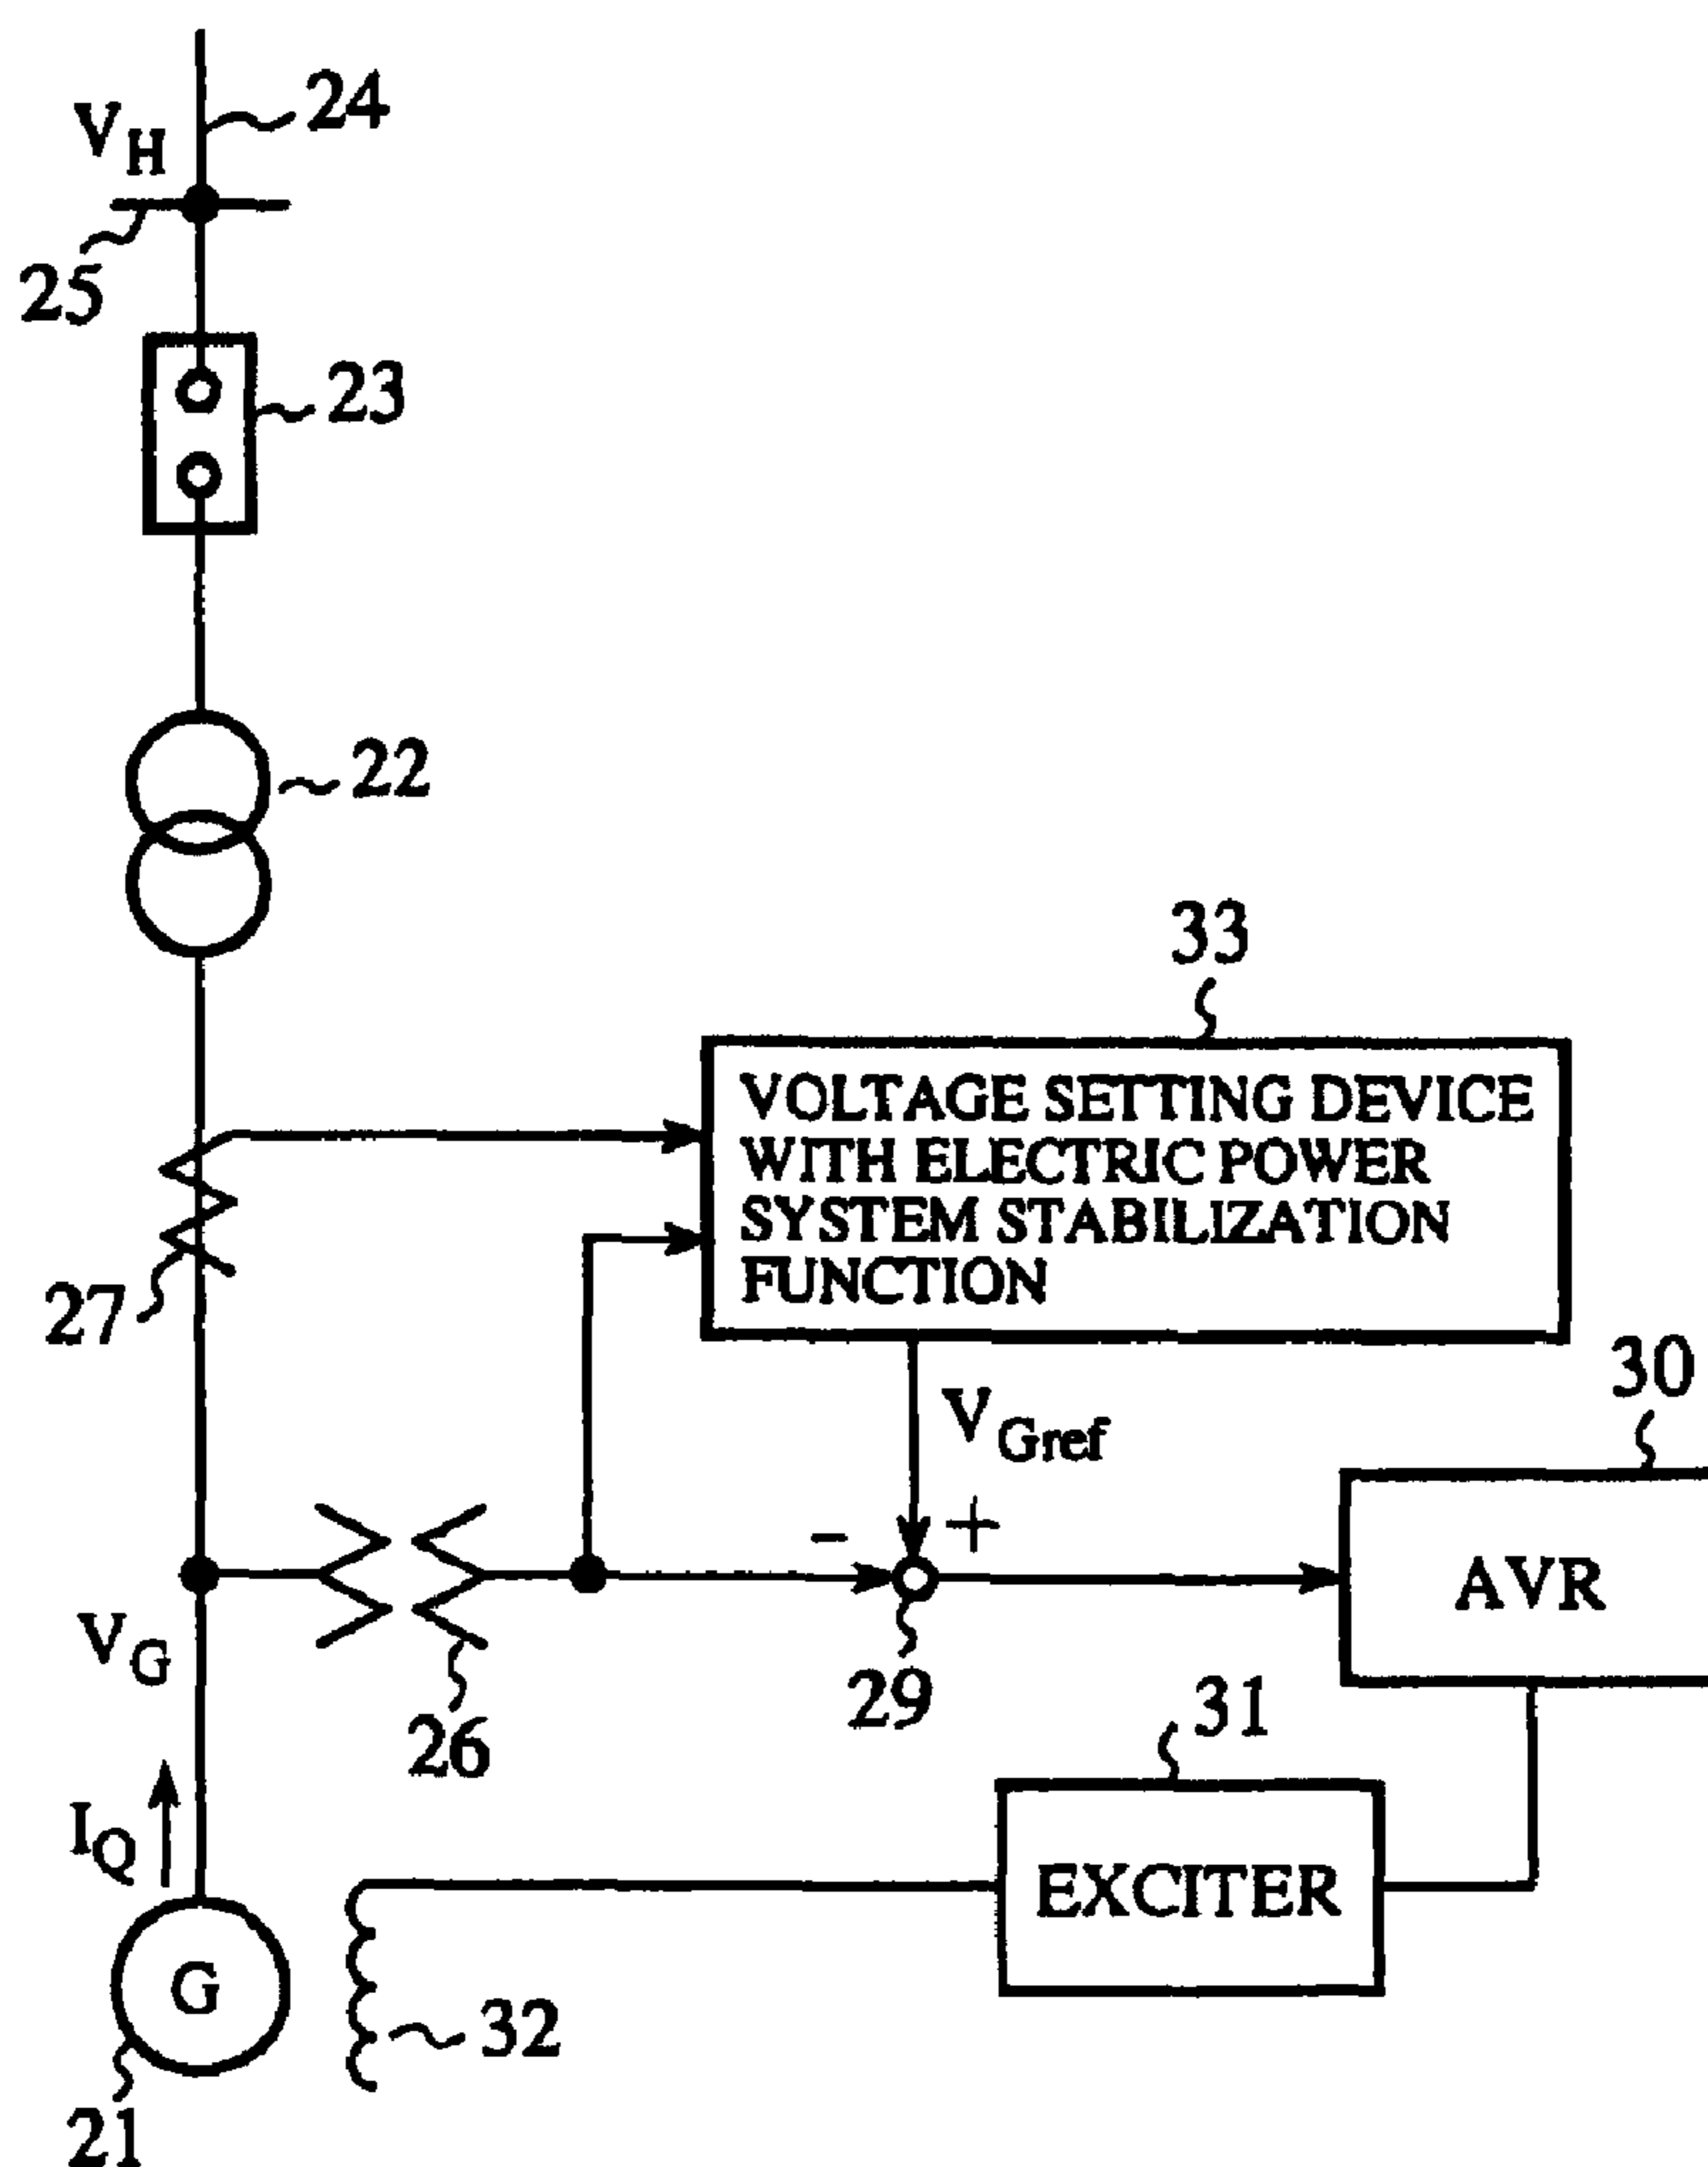 24
V_H
25
23
22
33
VOLTAGE SETTING DEVICE
WITH ELECTRIC POWER
SYSTEM STABILIZATION
FUNCTION
27
30
V_Gref
- +
AVR
V_G
29
26
31
I_Q
EXCITER
G
32
21